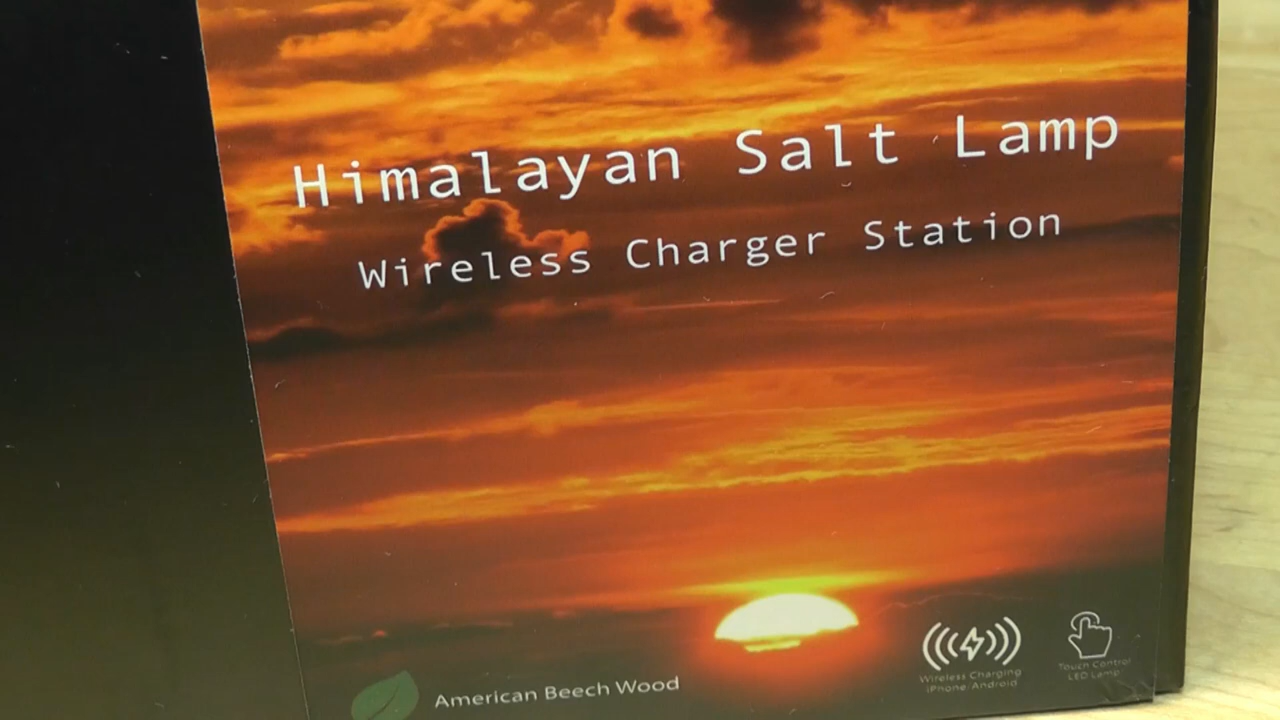 Himalayan Salt Lamp
Wireless Charger Station
American Beech Wood
Wireless Charging
iPhone/Android
Touch Control
LED Lamp